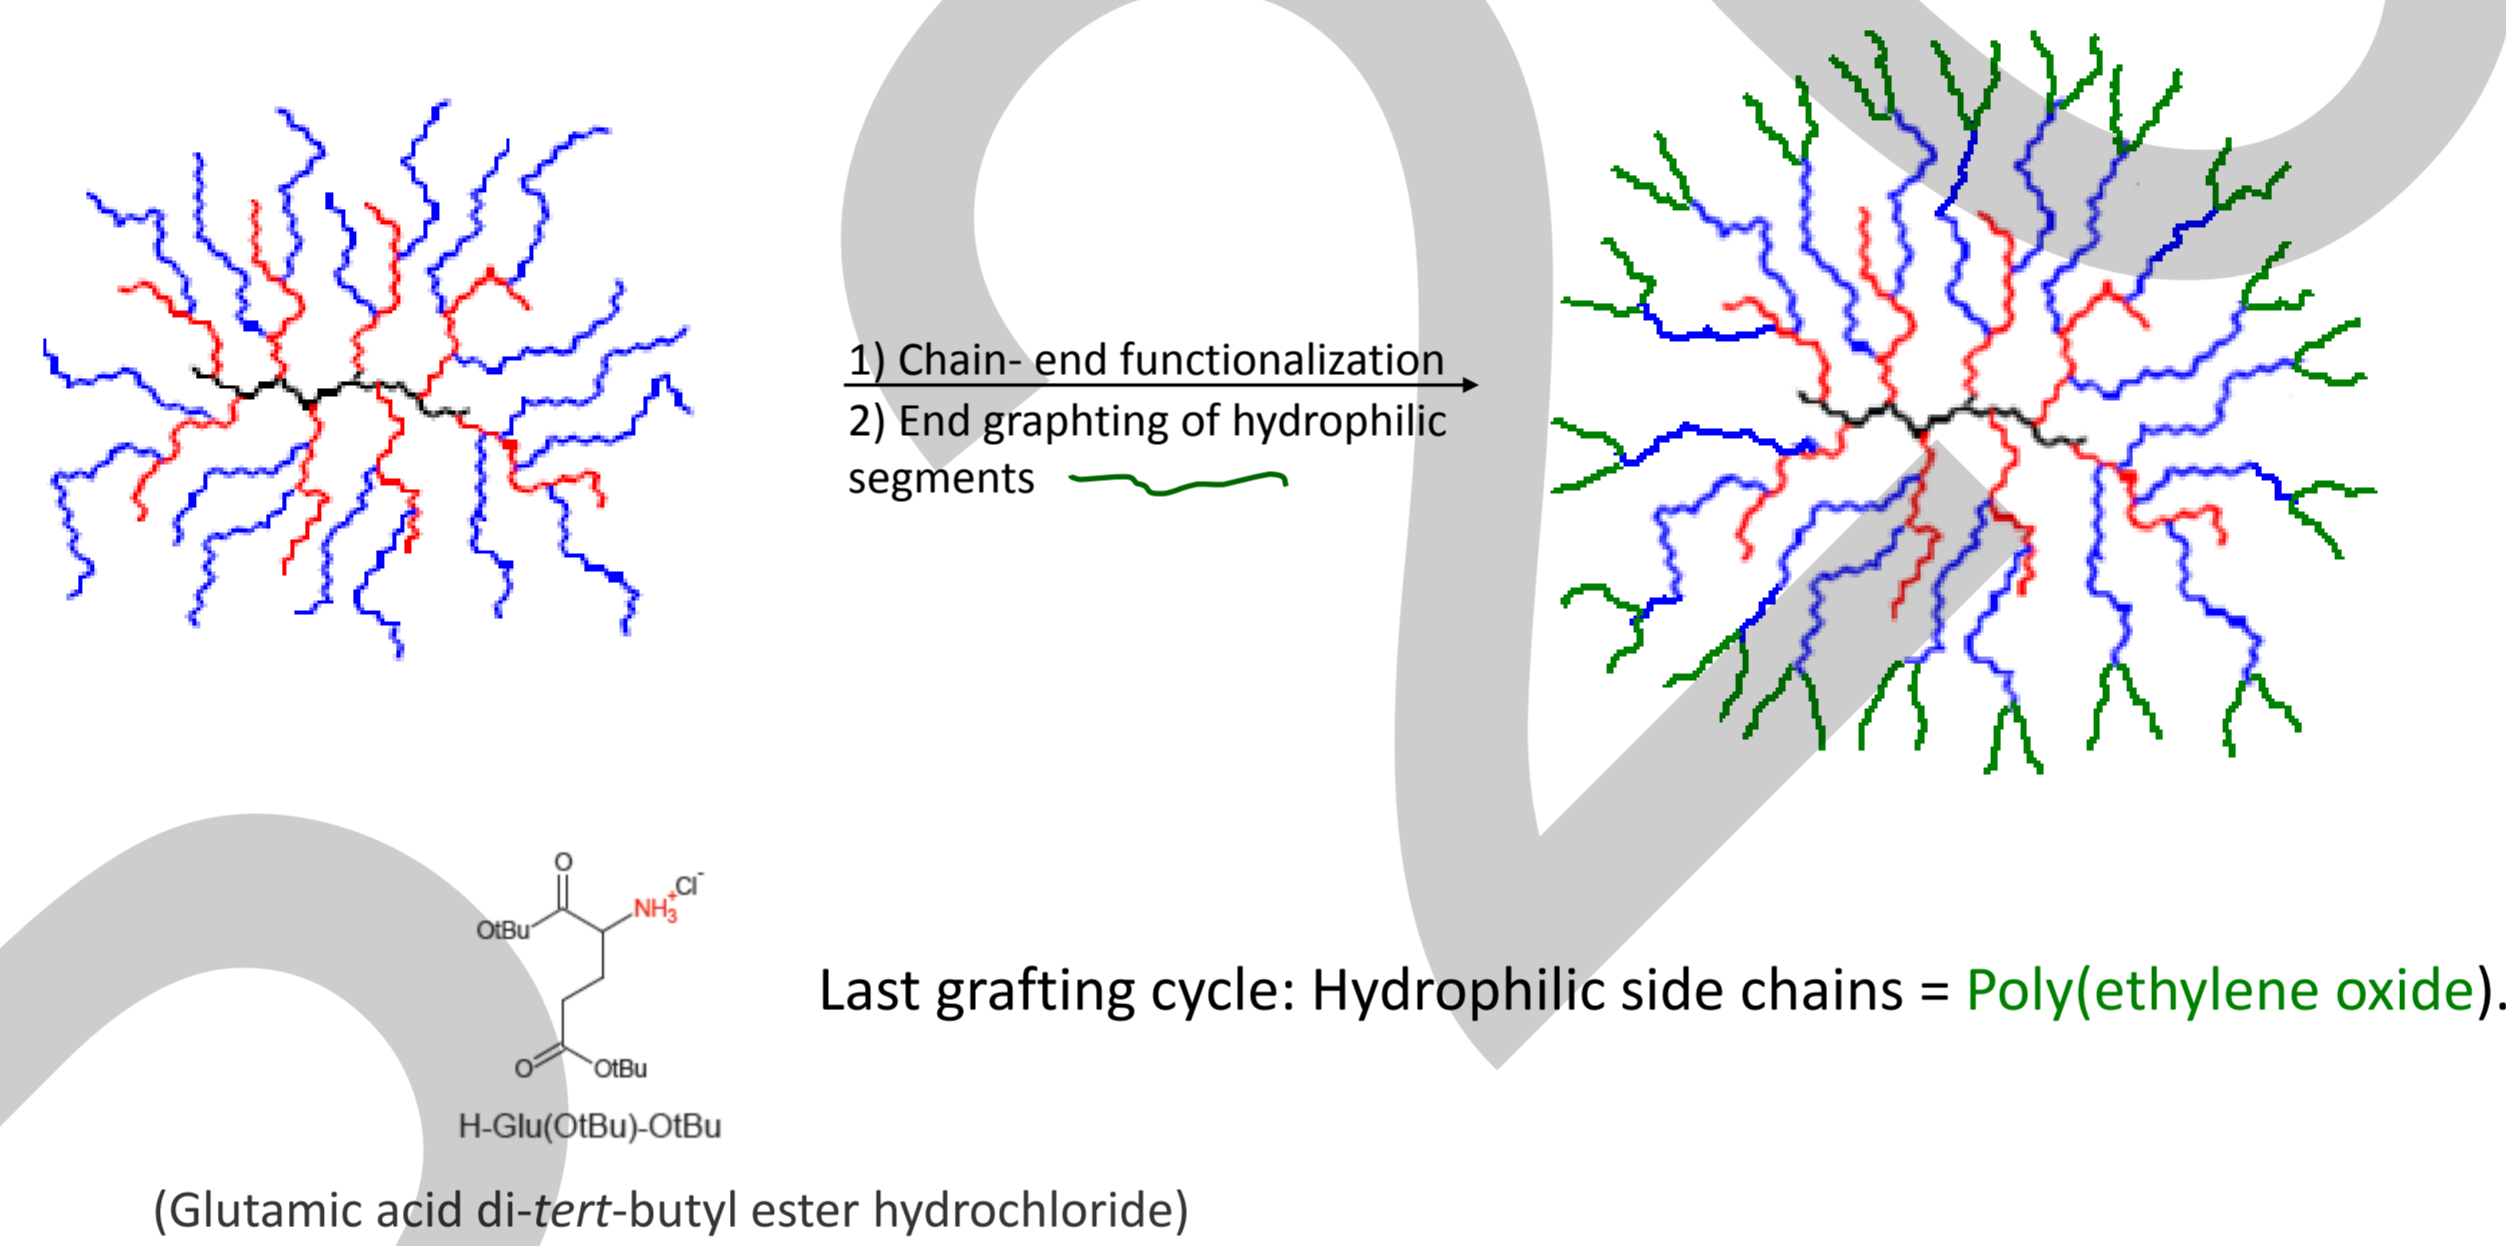 1) Chain- end functionalization
2) End graphting of hydrophilic
segments
O
OtBu
NH3+ Cl-
O
OtBu
H-Glu(OtBu)-OtBu
(Glutamic acid di-tert-butyl ester hydrochloride)
Last grafting cycle: Hydrophilic side chains = Poly(ethylene oxide).